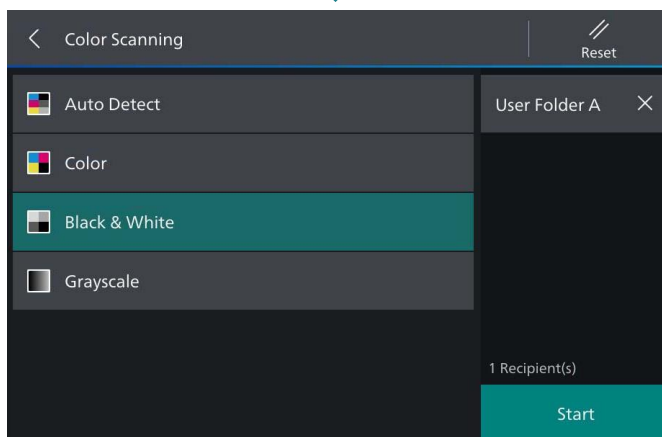 Color Scanning
Reset
Auto Detect
Color
Black & White
Grayscale
User Folder A
1 Recipient(s)
Start